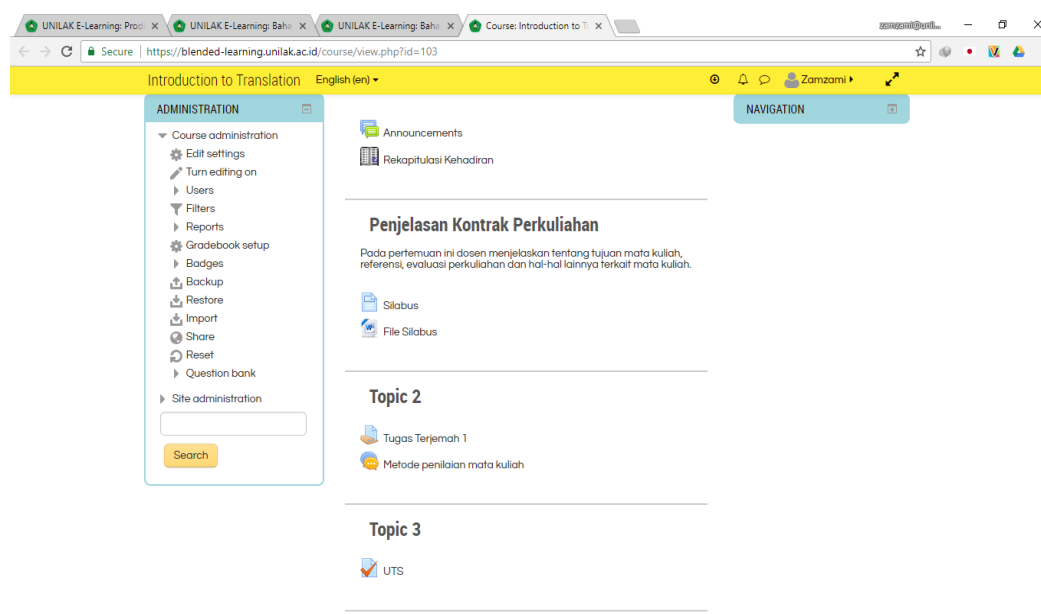 UNILAK E-Learning: Prod
UNILAK E-Learning: Baha
UNILAK E-Learning: Baha
Course: Introduction to T
Secure
https://blended-learning.unilak.ac.id/course/view.php?id=103
Introduction to Translation
English (en)
Zamzami
ADMINISTRATION
Course administration
Edit settings
Turn editing on
Users
Filters
Reports
Gradebook setup
Badges
Backup
Restore
Import
Share
Reset
Question bank
Site administration
Search
Announcements
Rekapitulasi Kehadiran
Penjelasan Kontrak Perkuliahan
Pada pertemuan ini dosen menjelaskan tentang tujuan mata kuliah,
referensi, evaluasi perkuliahan dan hal-hal lainnya terkait mata kuliah.
Silabus
File Silabus
Topic 2
Tugas Terjemah 1
Metode penilaian mata kuliah
Topic 3
UTS
NAVIGATION